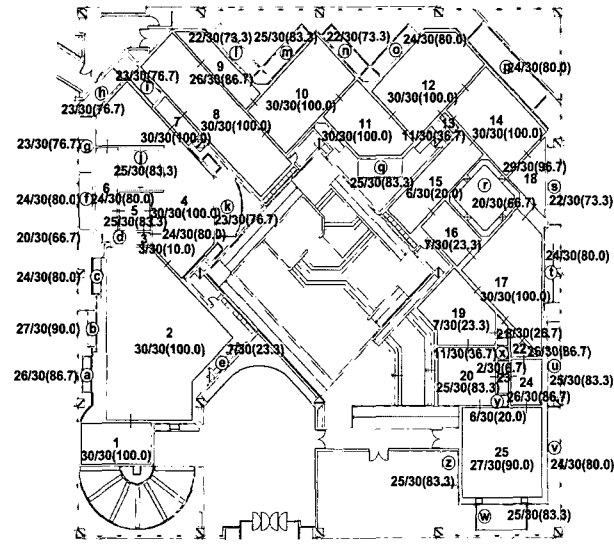 22/30(73.3)
25/30(83.3)
22/30(73.3)
24/30(80.0)
l
m
n
o
9
26/30(86.7)
p
24/30(80.0)
23/30(76.7)
h
i
23/30(76.7)
10
30/30(100.0)
12
30/30(100.0)
8
30/30(100.0)
7
30/30(100.0)
11
30/30(100.0)
13
11/30(36.7)
14
30/30(100.0)
23/30(76.7)
g
j
25/30(83.3)
q
25/30(83.3)
15
6/30(20.0)
29/30(96.7)
18
r
20/30(66.7)
s
22/30(73.3)
24/30(80.0)
f
6
24/30(80.0)
4
30/30(100.0)
k
23/30(76.7)
5
25/30(83.3)
20/30(66.7)
d
24/30(80.0)
3
3/30(10.0)
16
7/30(23.3)
24/30(80.0)
t
24/30(80.0)
c
17
30/30(100.0)
27/30(90.0)
b
2
30/30(100.0)
19
7/30(23.3)
7/30(23.3)
e
26/30(86.7)
a
11/30(36.7)
x
22
26/30(86.7)
2/30(6.7)
u
25/30(83.3)
20
25/30(83.3)
24
26/30(86.7)
y
6/30(20.0)
1
30/30(100.0)
25
27/30(90.0)
v
24/30(80.0)
z
25/30(83.3)
w
25/30(83.3)